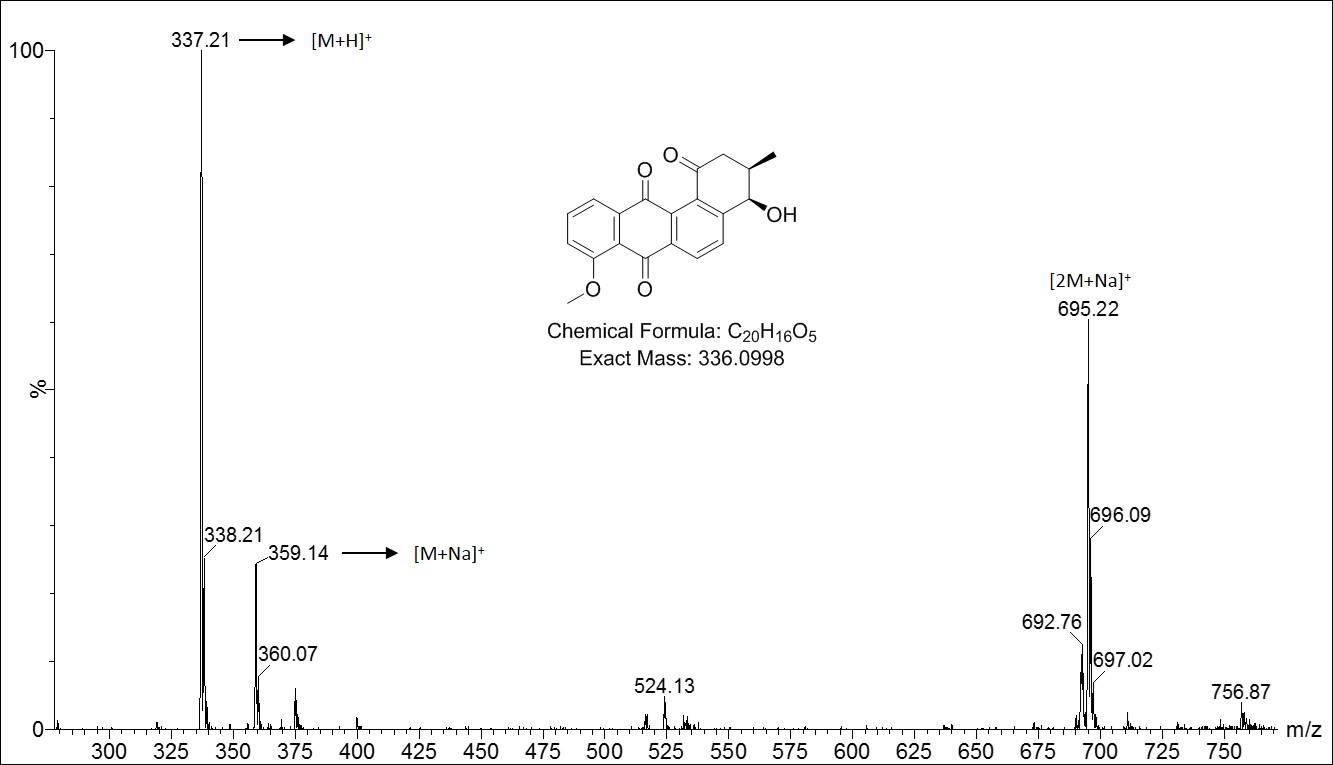 337.21 [M+H]⁺
100
O
O
OH
O
O
Chemical Formula: C₂₀H₁₆O₅
Exact Mass: 336.0998
[2M+Na]⁺
695.22
%
338.21
359.14 [M+Na]⁺
360.07
524.13
696.09
692.76
697.02
756.87
0
m/z
300 325 350 375 400 425 450 475 500 525 550 575 600 625 650 675 700 725 750